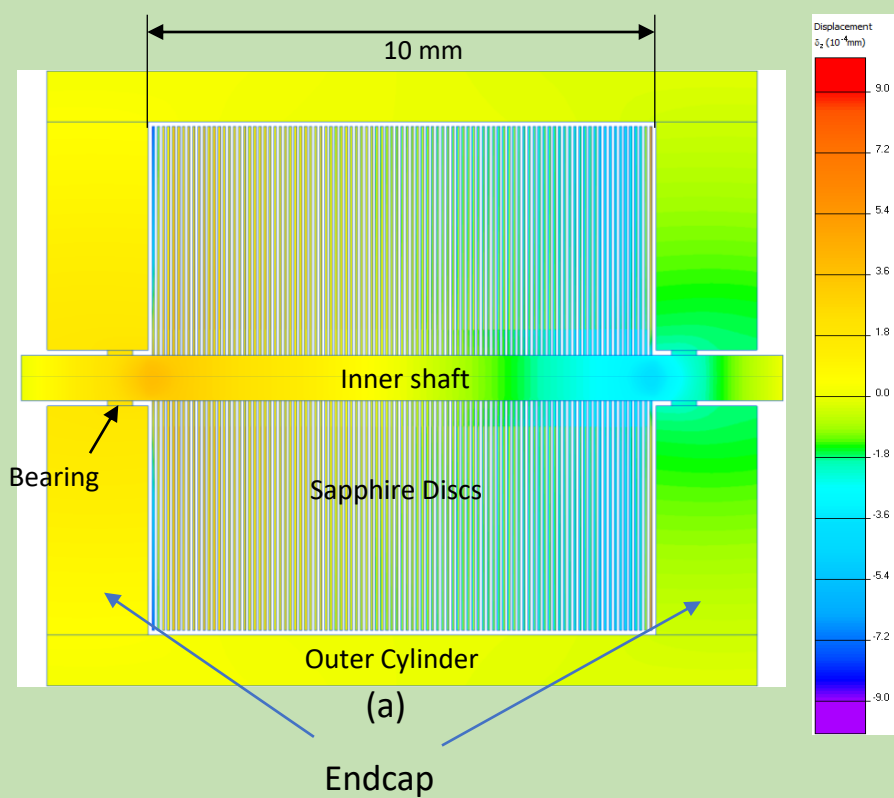 10 mm
Displacement
δz (10⁻⁴mm)
9.0
7.2
5.4
3.6
1.8
0.0
-1.8
-3.6
-5.4
-7.2
-9.0
Inner shaft
Bearing
Sapphire Discs
Outer Cylinder
(a)
Endcap